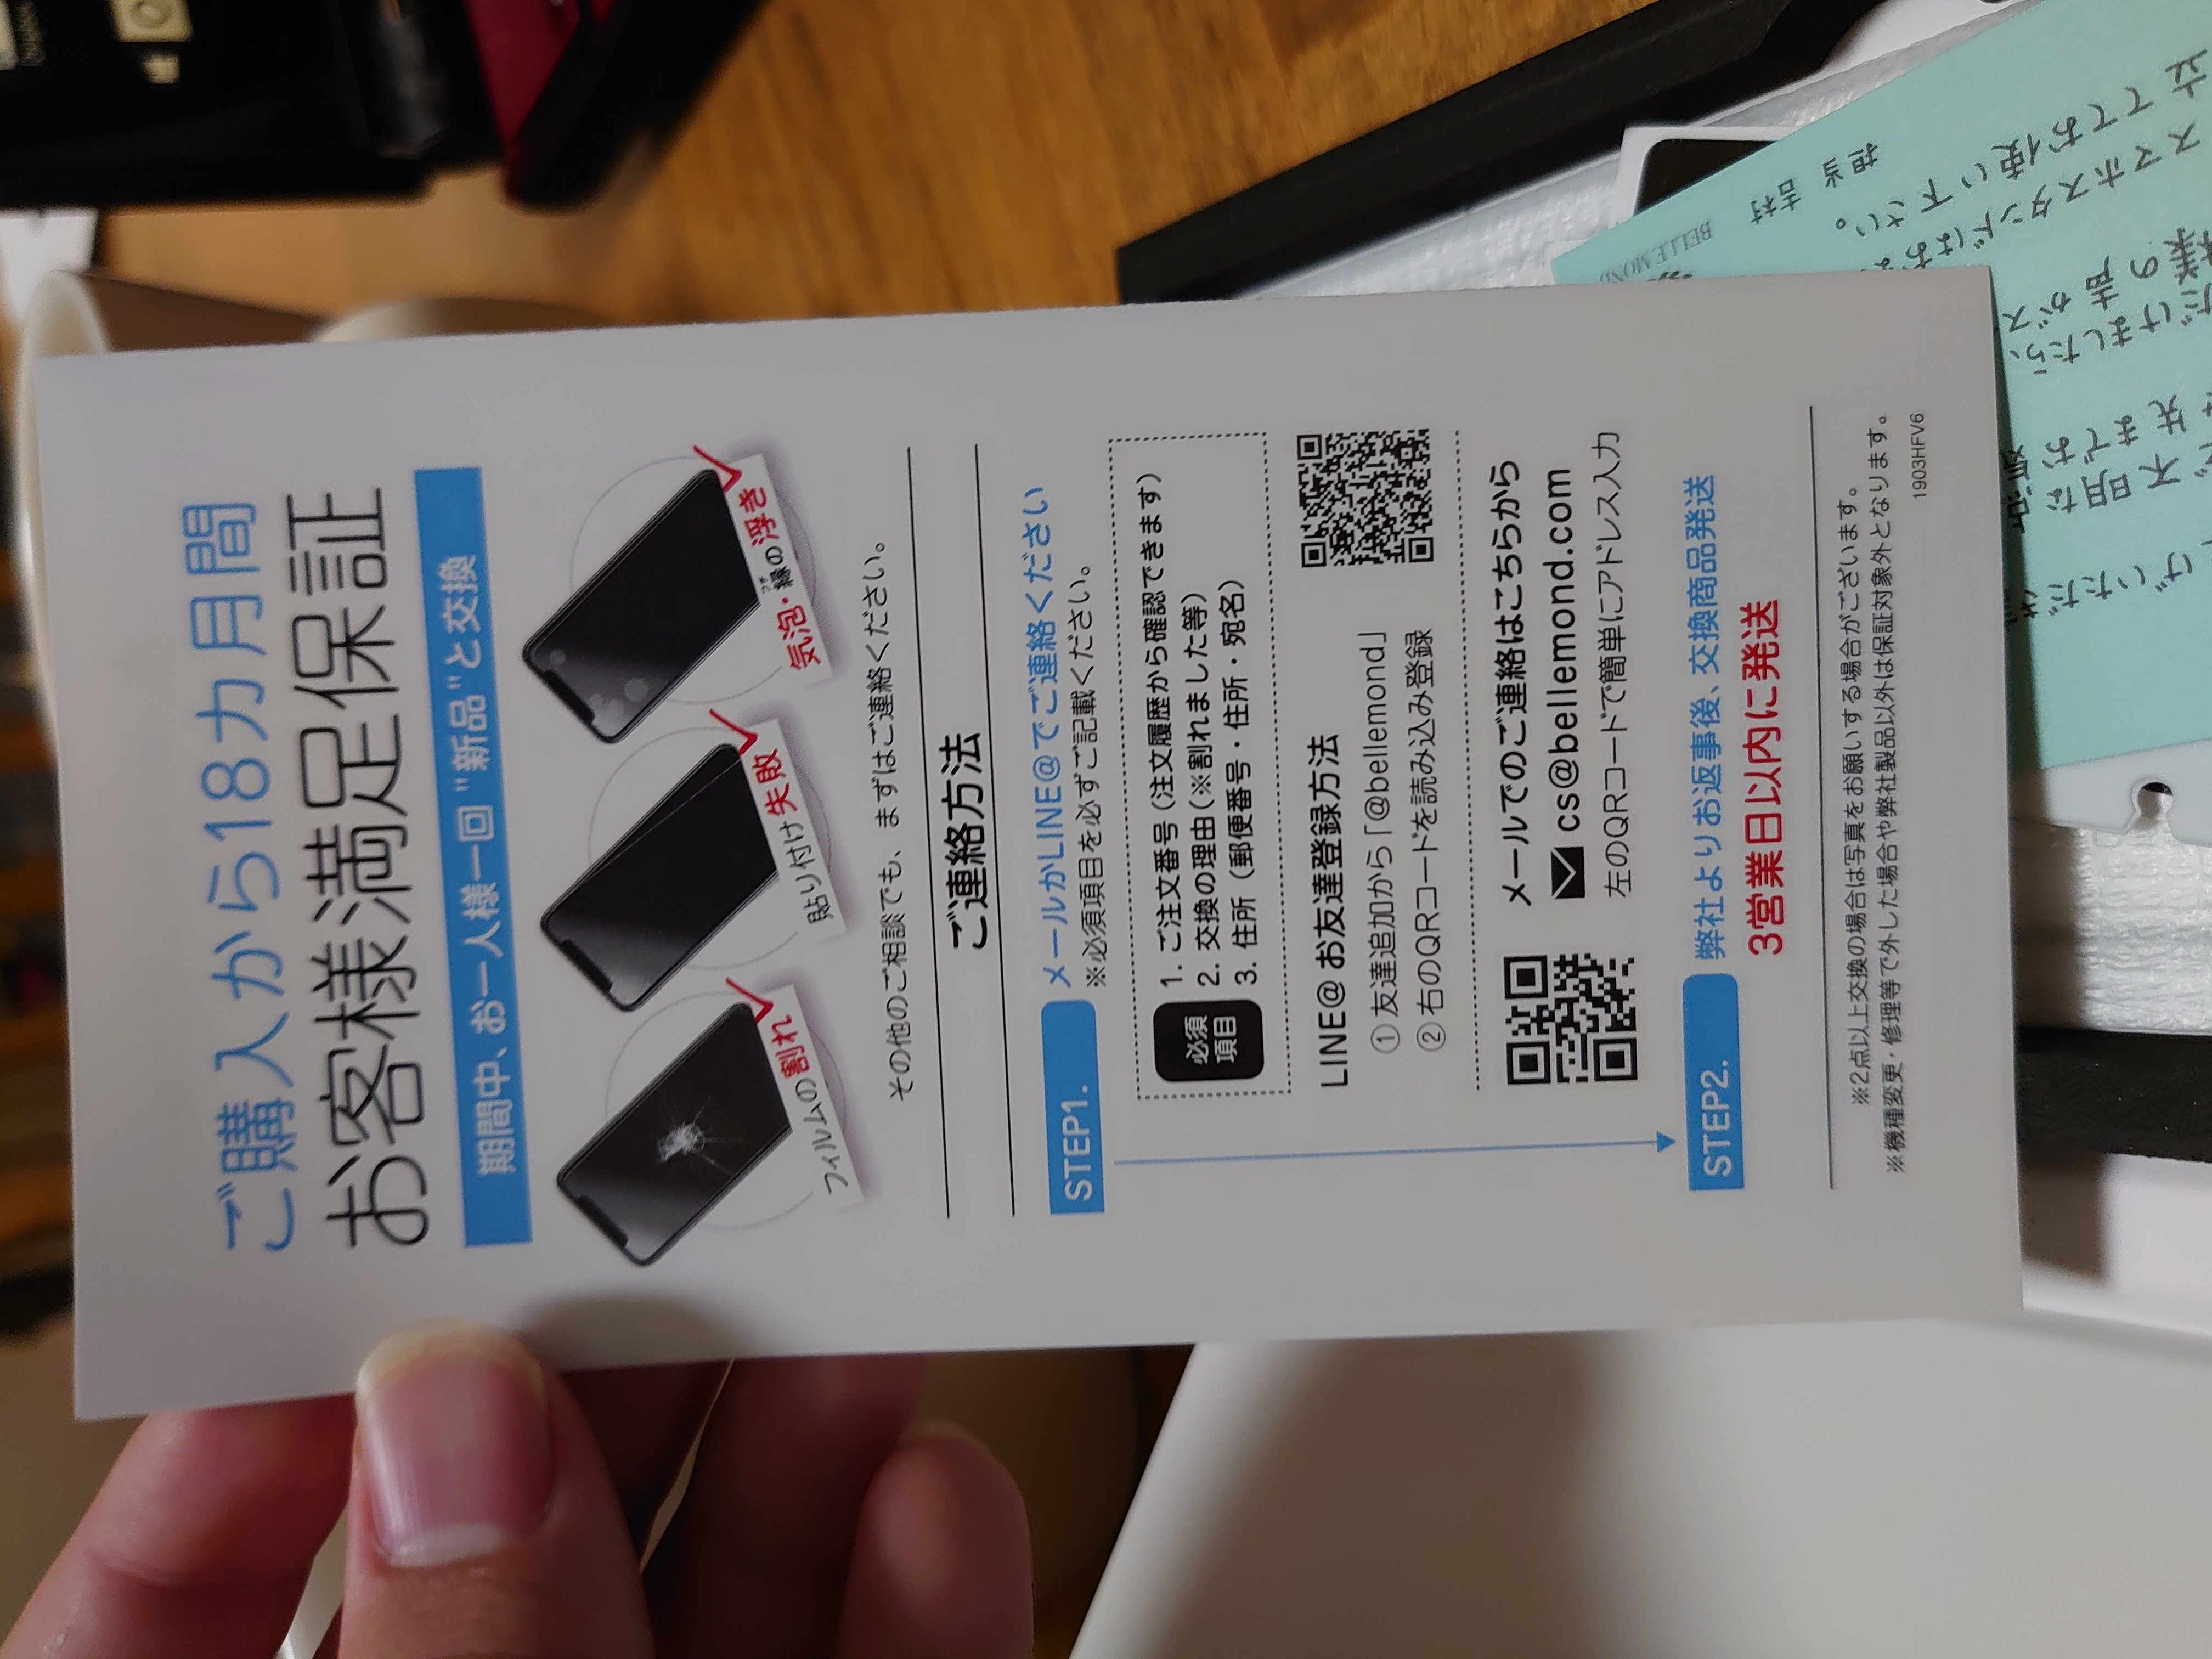 ご購入から18カ月間
お客様満足保証
期間中、お一人様一回 "新品"と交換
フィルムの割れ
貼り付け失敗
気泡・縁の浮き
フチ
その他のご相談でも、まずはご連絡ください。
ご連絡方法
STEP1.
メールかLINE@でご連絡ください
※必須項目を必ずご記載ください。
必須
項目
1. ご注文番号（注文履歴から確認できます）
2. 交換の理由（※割れました等）
3. 住所（郵便番号・住所・宛名）
LINE@ お友達登録方法
① 友達追加から「@bellemond」
② 右のQRコードを読み込み登録
メールでのご連絡はこちらから
cs@bellemond.com
左のQRコードで簡単にアドレス入力
STEP2.
弊社よりお返事後、交換商品発送
3営業日以内に発送
※2点以上交換の場合は写真をお願いする場合がございます。
※機種変更・修理等で外した場合や弊社製品以外は保証対象外となります。
1903HFV6
BELLEMOND
担当 吉村
スマホスタンドはお
立ててお使い下さい。
だけましたら、
業の声がス
不明な点
先までお気
げいただき